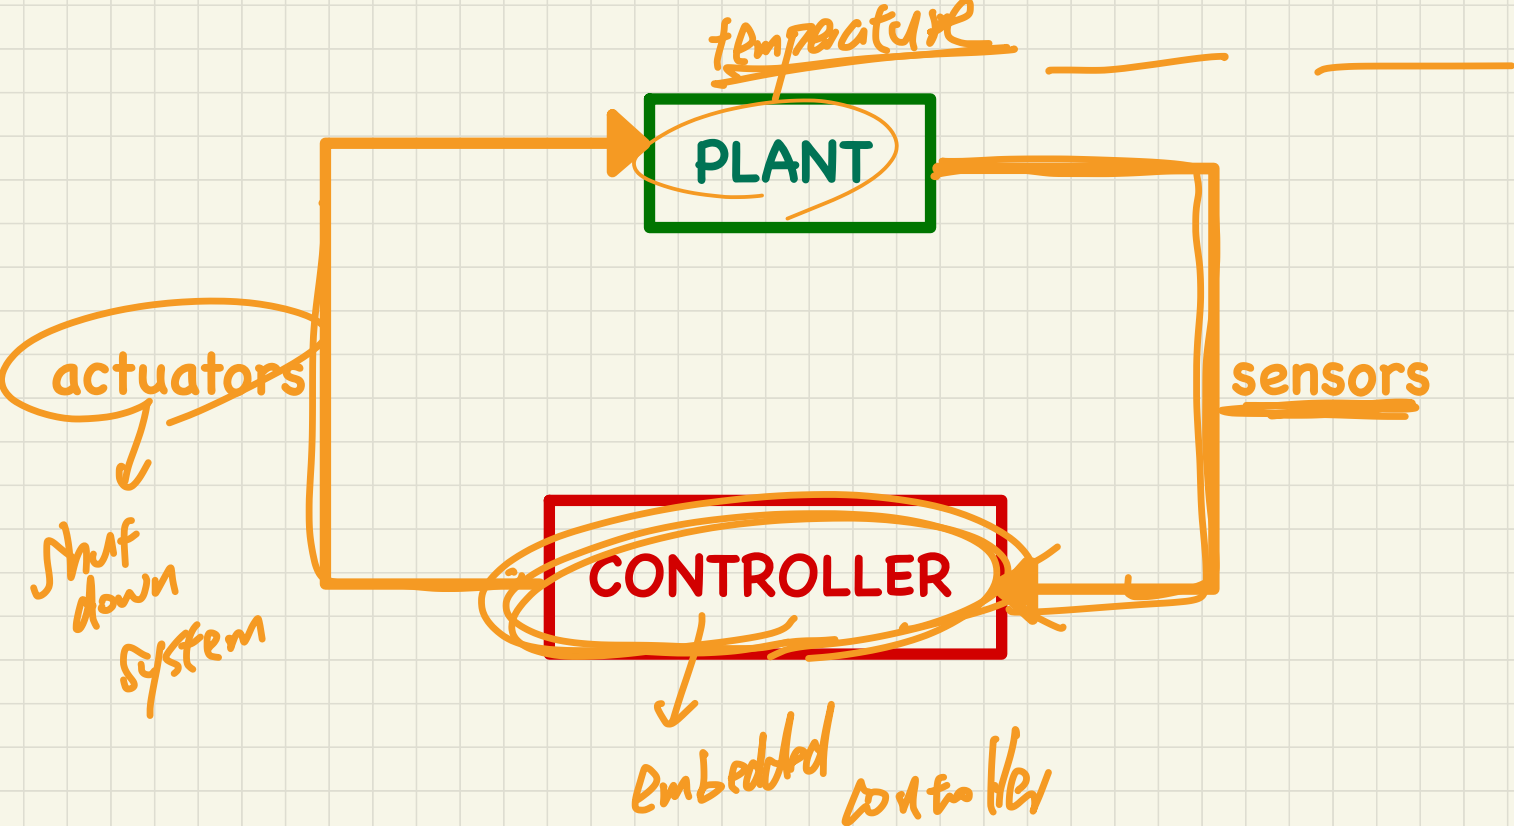 temperature
PLANT
actuators
sensors
shut
down
system
CONTROLLER
embedded
controller